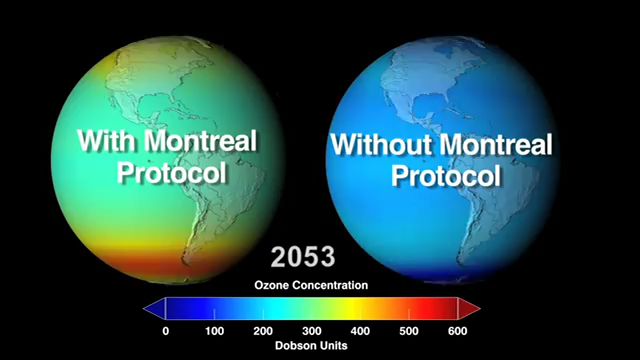 With Montreal
Protocol
Without Montreal
Protocol
2053
Ozone Concentration
0 100 200 300 400 500 600
Dobson Units